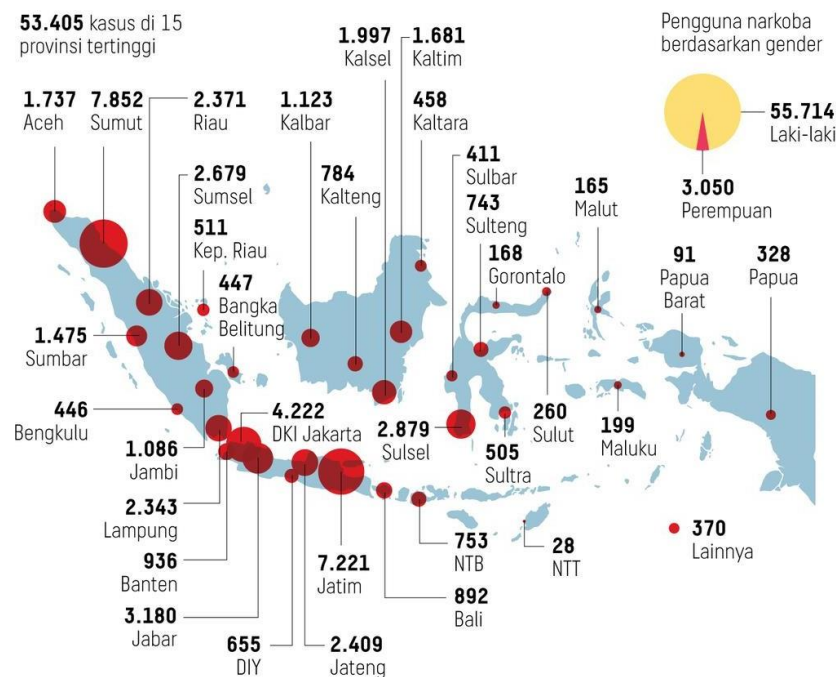 53.405 kasus di 15
provinsi tertinggi
1.997
Kalsel
1.681
Kaltim
Pengguna narkoba
berdasarkan gender
1.737
Aceh
7.852
Sumut
2.371
Riau
1.123
Kalbar
458
Kaltara
55.714
Laki-laki
2.679
Sumsel
784
Kalteng
411
Sulbar
165
Malut
3.050
Perempuan
511
Kep. Riau
743
Sulteng
168
Gorontalo
91
Papua
Barat
328
Papua
447
Bangka
Belitung
1.475
Sumbar
446
Bengkulu
4.222
DKI Jakarta
2.879
Sulsel
260
Sulut
199
Maluku
1.086
Jambi
505
Sultra
2.343
Lampung
370
Lainnya
936
Banten
7.221
Jatim
753
NTB
28
NTT
3.180
Jabar
892
Bali
655
DIY
2.409
Jateng